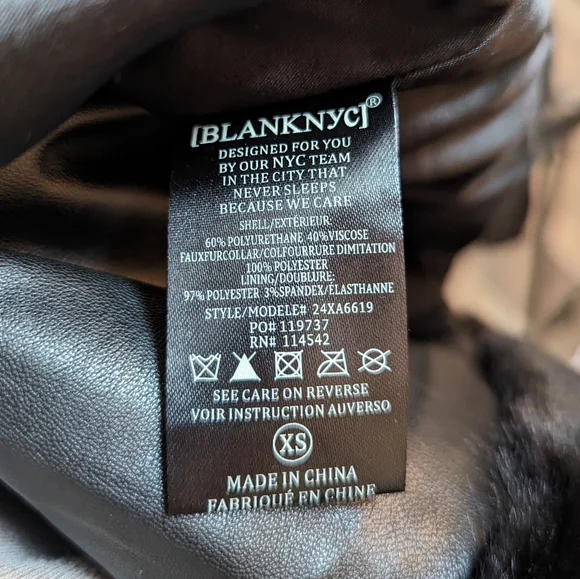 [BLANKNYC]®
DESIGNED FOR YOU
BY OUR NYC TEAM
IN THE CITY THAT
NEVER SLEEPS
BECAUSE WE CARE
SHELL/EXTÉRIEUR
60% POLYURETHANE 40%VISCOSE
FAUXFURCOLLAR/COLFOURRURE DIMITATION
100% POLYESTER
LINING/DOUBLURE:
97% POLYESTER 3%SPANDEX/ÉLASTHANNE
STYLE/MODELE# 24XA6619
PO# 119737
RN# 114542
SEE CARE ON REVERSE
VOIR INSTRUCTION AUVERSO
XS
MADE IN CHINA
FABRIQUÉ EN CHINE